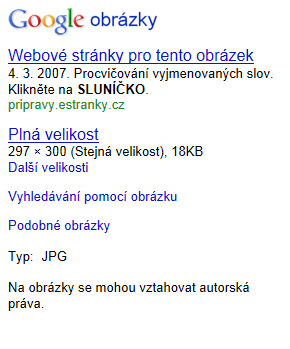 Google obrázky
Webové stránky pro tento obrázek
4. 3. 2007. Procvičování vyjmenovaných slov.
Klikněte na SLUNÍČKO.
pripravy.estranky.cz
Plná velikost
297 × 300 (Stejná velikost), 18KB
Další velikosti
Vyhledávání pomocí obrázku
Podobné obrázky
Typ: JPG
Na obrázky se mohou vztahovat autorská
práva.